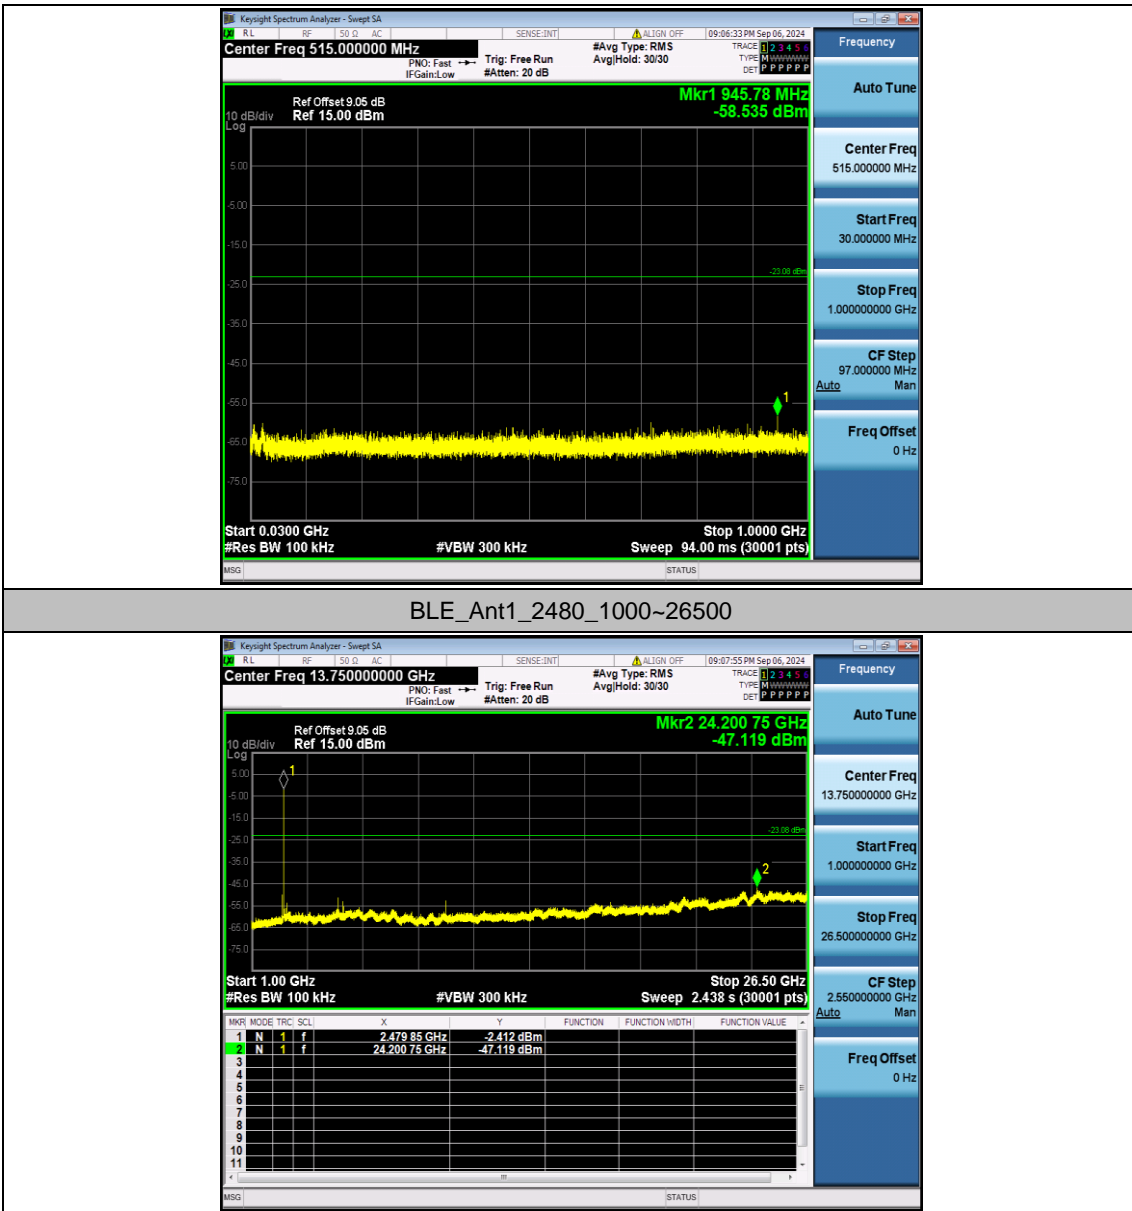 Keysight Spectrum Analyzer - Swept SA
RL RF 50 Ω AC SENSE:INT ALIGN OFF 09:06:33 PM Sep 06, 2024
Center Freq 515.000000 MHz
PNO: Fast
IFGain:Low
Trig: Free Run
#Atten: 20 dB
#Avg Type: RMS
Avg|Hold: 30/30
TRACE 1 2 3 4 5 6
TYPE M WWWWW
DET P P P P P P
Frequency
Mkr1 945.78 MHz
-58.535 dBm
Ref Offset 9.05 dB
10 dB/div Ref 15.00 dBm
Log
5.00
-5.00
-15.0
-23.08 dBm
-25.0
-35.0
-45.0
-55.0
1
-65.0
-75.0
Start 0.0300 GHz Stop 1.0000 GHz
#Res BW 100 kHz #VBW 300 kHz Sweep 94.00 ms (30001 pts)
MSG STATUS
Auto Tune
Center Freq
515.000000 MHz
Start Freq
30.000000 MHz
Stop Freq
1.000000000 GHz
CF Step
97.000000 MHz
Auto Man
Freq Offset
0 Hz
BLE_Ant1_2480_1000~26500
Keysight Spectrum Analyzer - Swept SA
RL RF 50 Ω AC SENSE:INT ALIGN OFF 09:07:55 PM Sep 06, 2024
Center Freq 13.750000000 GHz
PNO: Fast
IFGain:Low
Trig: Free Run
#Atten: 20 dB
#Avg Type: RMS
Avg|Hold: 30/30
TRACE 1 2 3 4 5 6
TYPE M WWWWW
DET P P P P P P
Frequency
Mkr2 24.200 75 GHz
-47.119 dBm
Ref Offset 9.05 dB
10 dB/div Ref 15.00 dBm
Log
5.00
1
-5.00
-15.0
-23.08 dBm
-25.0
-35.0
2
-45.0
-55.0
-65.0
-75.0
Start 1.00 GHz Stop 26.50 GHz
#Res BW 100 kHz #VBW 300 kHz Sweep 2.438 s (30001 pts)
MKR MODE TRC SCL X Y FUNCTION FUNCTION WIDTH FUNCTION VALUE
1 N 1 f 2.479 85 GHz -2.412 dBm
2 N 1 f 24.200 75 GHz -47.119 dBm
3
4
5
6
7
8
9
10
11
MSG STATUS
Auto Tune
Center Freq
13.750000000 GHz
Start Freq
1.000000000 GHz
Stop Freq
26.500000000 GHz
CF Step
2.550000000 GHz
Auto Man
Freq Offset
0 Hz